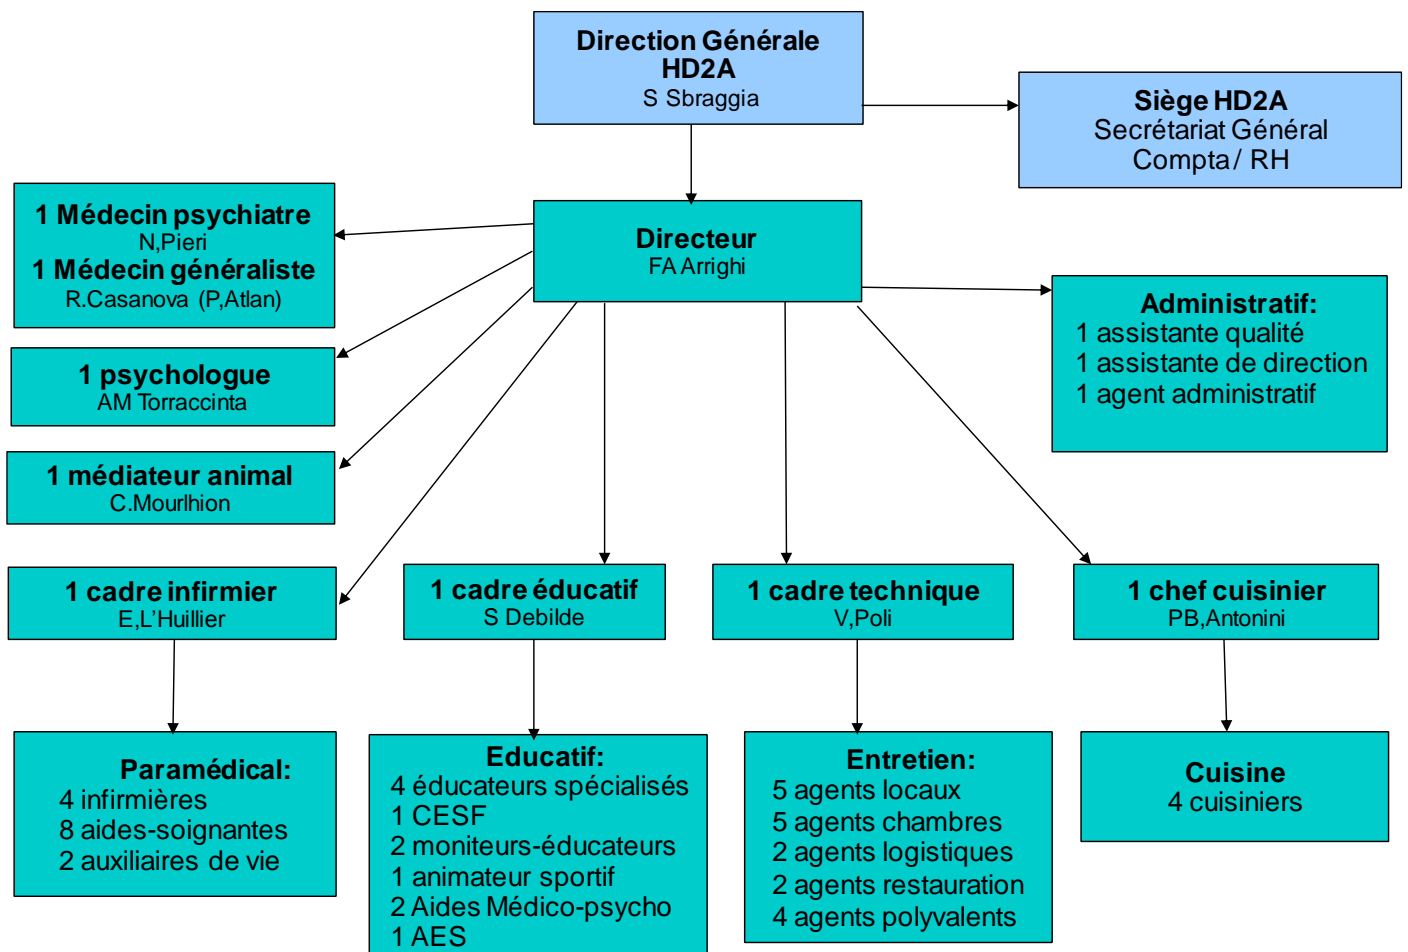 Direction Générale
HD2A
S Sbraggia
Siège HD2A
Secrétariat Général
Compta / RH
1 Médecin psychiatre
N,Pieri
1 Médecin généraliste
R.Casanova (P,Atlan)
Directeur
FA Arrighi
Administratif:
1 assistante qualité
1 assistante de direction
1 agent administratif
1 psychologue
AM Torraccinta
1 médiateur animal
C.Mourlhion
1 cadre infirmier
E,L'Huillier
1 cadre éducatif
S Debilde
1 cadre technique
V,Poli
1 chef cuisinier
PB,Antonini
Paramédical:
4 infirmières
8 aides-soignantes
2 auxiliaires de vie
Educatif:
4 éducateurs spécialisés
1 CESF
2 moniteurs-éducateurs
1 animateur sportif
2 Aides Médico-psycho
1 AES
Entretien:
5 agents locaux
5 agents chambres
2 agents logistiques
2 agents restauration
4 agents polyvalents
Cuisine
4 cuisiniers